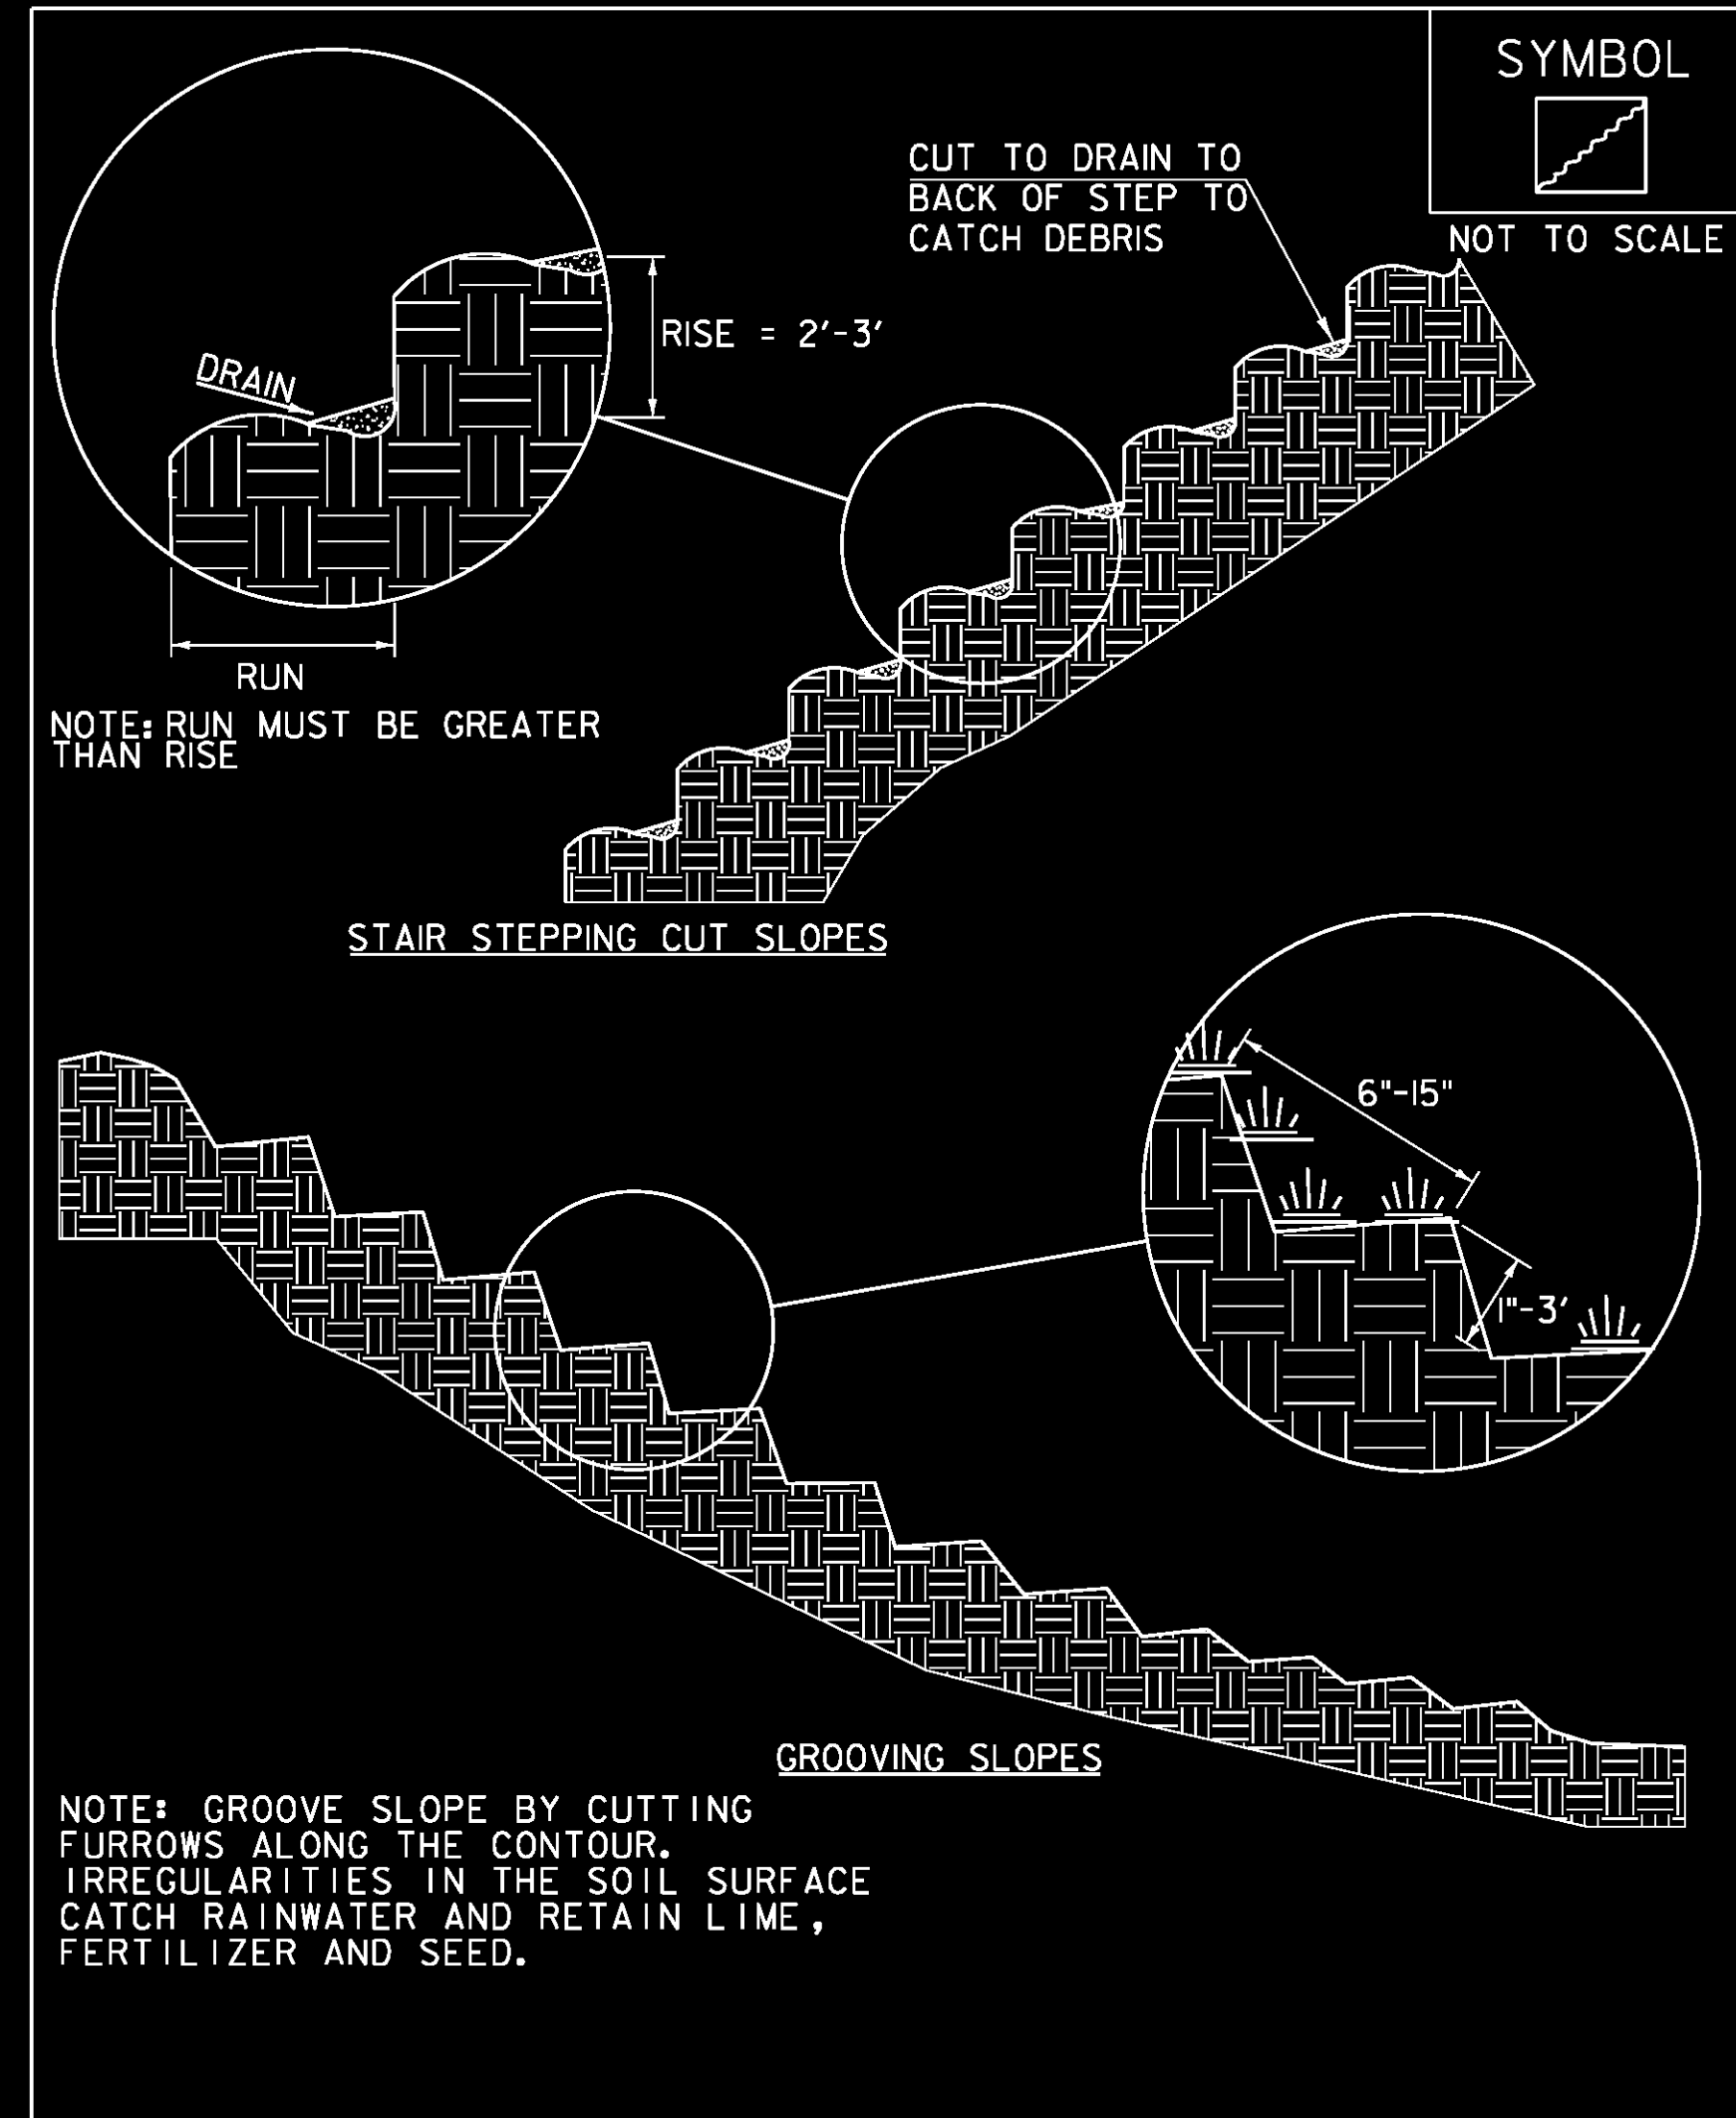 SYMBOL
NOT TO SCALE
CUT TO DRAIN TO
BACK OF STEP TO
CATCH DEBRIS
RISE = 2'-3'
DRAIN
RUN
NOTE: RUN MUST BE GREATER
THAN RISE
STAIR STEPPING CUT SLOPES
6"-15"
1"-3'
GROOVING SLOPES
NOTE: GROOVE SLOPE BY CUTTING
FURROWS ALONG THE CONTOUR.
IRREGULARITIES IN THE SOIL SURFACE
CATCH RAINWATER AND RETAIN LIME,
FERTILIZER AND SEED.